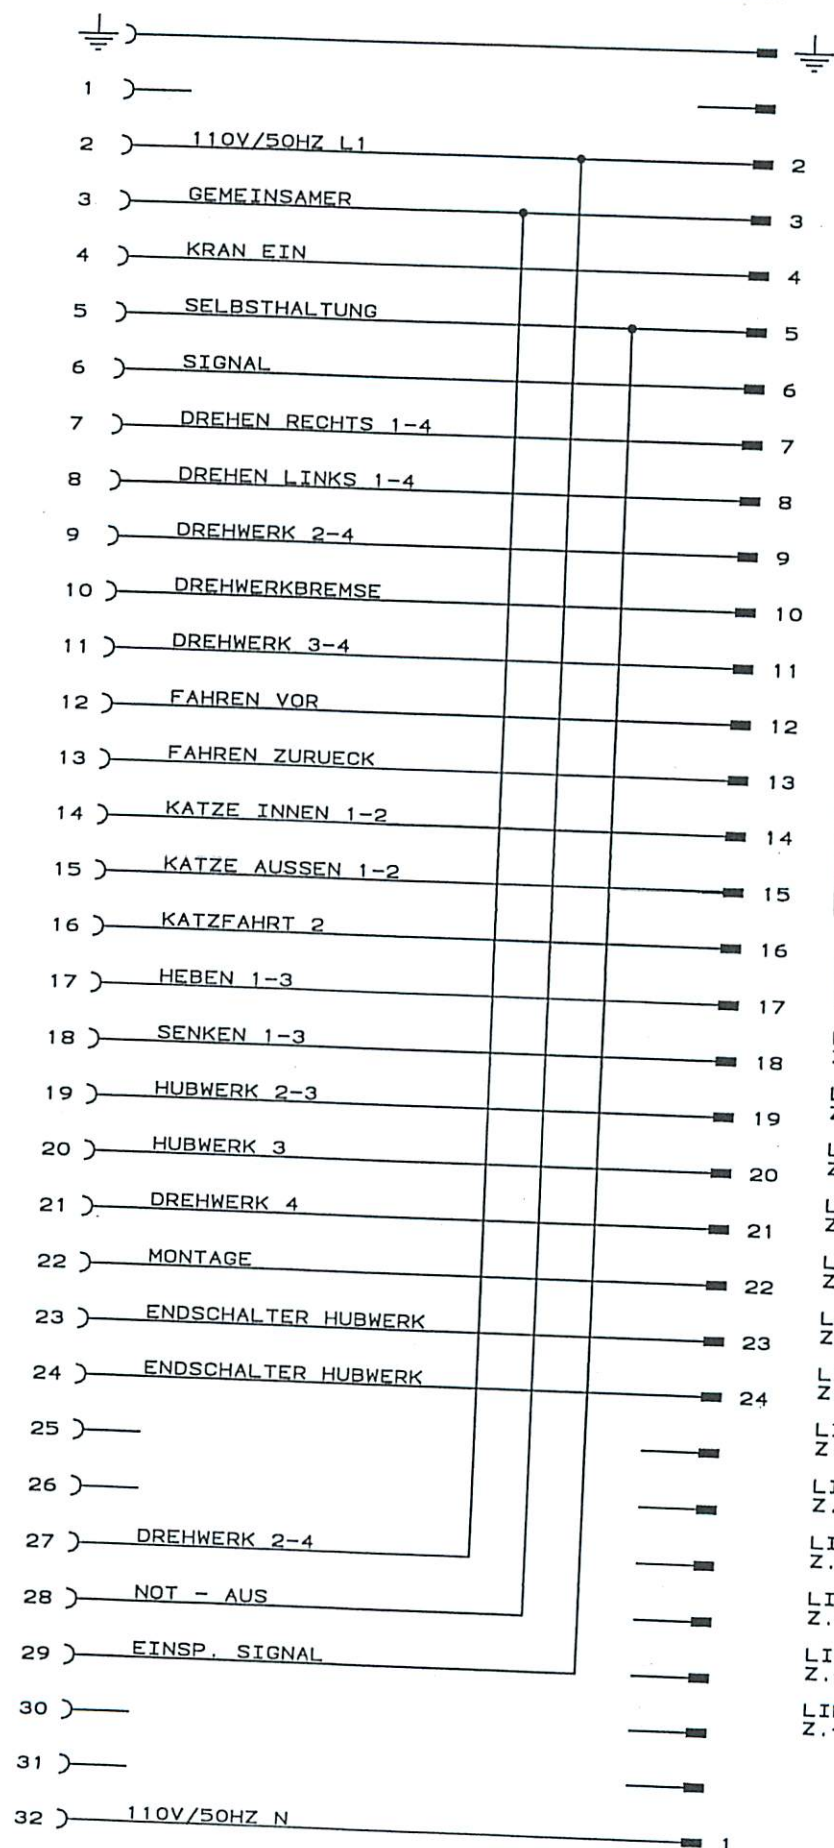 1
2 110V/50HZ L1 2
3 GEMEINSAMER 3
4 KRAN EIN 4
5 SELBSTHALTUNG 5
6 SIGNAL 6
7 DREHEN RECHTS 1-4 7
8 DREHEN LINKS 1-4 8
9 DREHWERK 2-4 9
10 DREHWERKBREMSE 10
11 DREHWERK 3-4 11
12 FAHREN VOR 12
13 FAHREN ZURUECK 13
14 KATZE INNEN 1-2 14
15 KATZE AUSSEN 1-2 15
16 KATZFAHRT 2 16
17 HEBEN 1-3 17
18 SENKEN 1-3 18
19 HUBWERK 2-3 19
20 HUBWERK 3 20
21 DREHWERK 4 21
22 MONTAGE 22
23 ENDSCHALTER HUBWERK 23
24 ENDSCHALTER HUBWERK 24
25
26
27 DREHWERK 2-4
28 NOT - AUS
29 EINSP. SIGNAL
30
31
32 110V/50HZ N 1